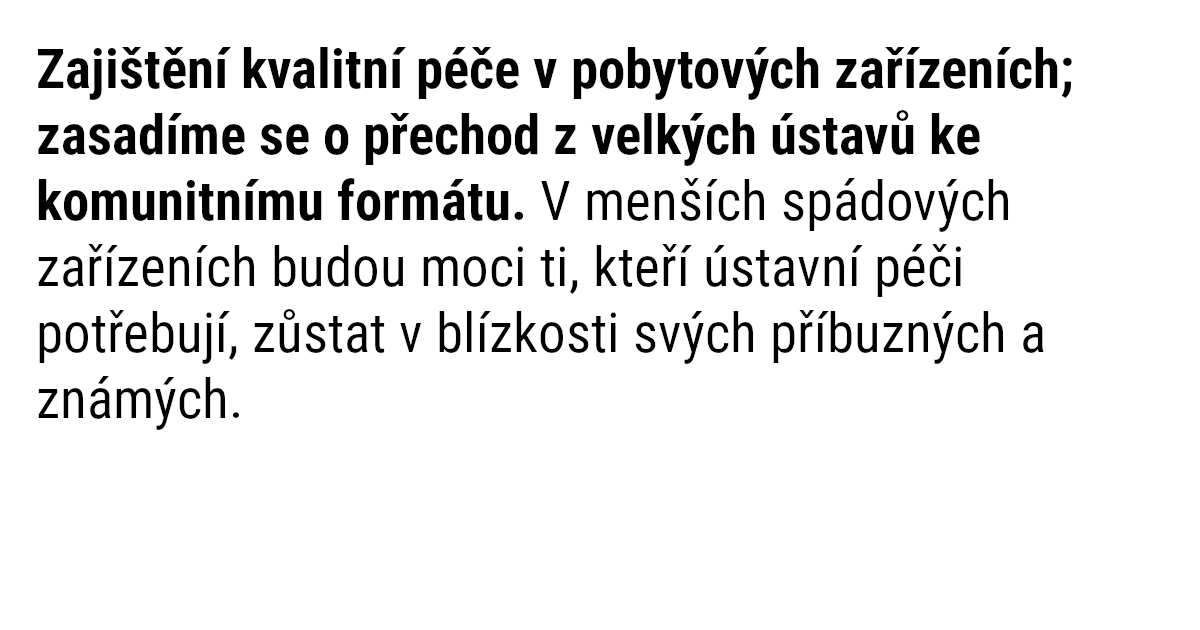 Zajištění kvalitní péče v pobytových zařízeních;
zasadíme se o přechod z velkých ústavů ke
komunitnímu formátu. V menších spádových
zařízeních budou moci ti, kteří ústavní péči
potřebují, zůstat v blízkosti svých příbuzných a
známých.